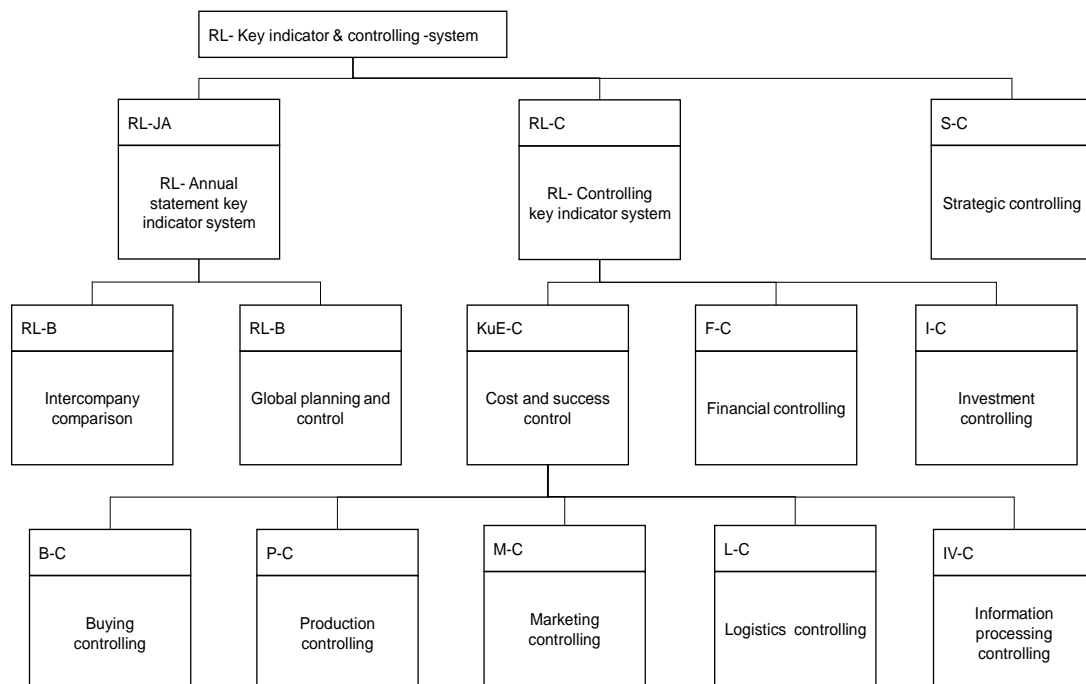 RL- Key indicator & controlling -system
RL-JA
RL- Annual
statement key
indicator system
RL-C
RL- Controlling
key indicator system
S-C
Strategic controlling
RL-B
Intercompany
comparison
RL-B
Global planning and
control
KuE-C
Cost and success
control
F-C
Financial controlling
I-C
Investment
controlling
B-C
Buying
controlling
P-C
Production
controlling
M-C
Marketing
controlling
L-C
Logistics controlling
IV-C
Information
processing
controlling